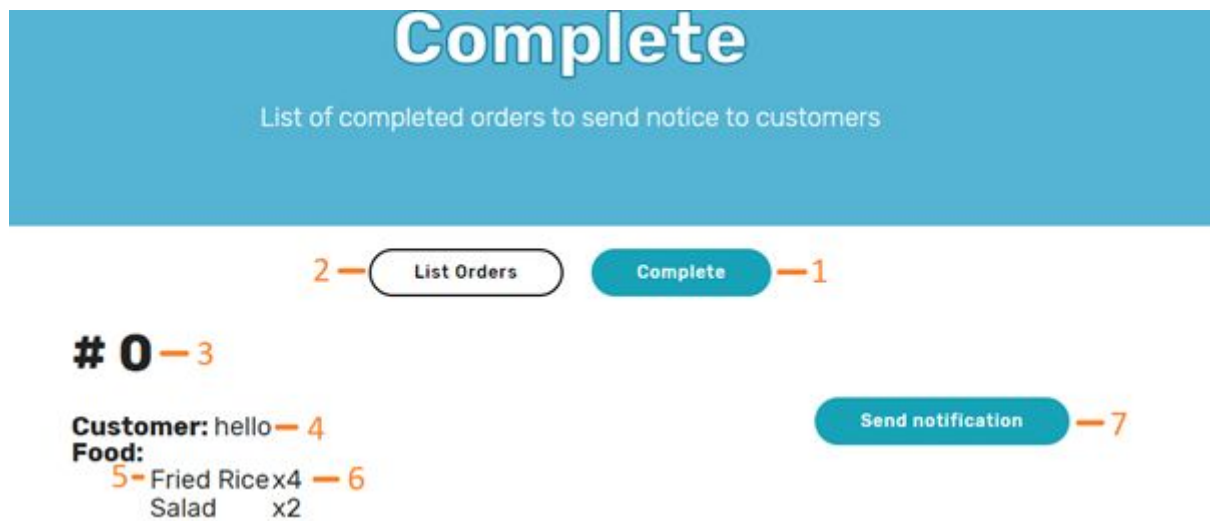 Complete
List of completed orders to send notice to customers
2 List Orders Complete 1
# 0 3
Customer: hello 4
Send notification 7
Food:
5 Fried Rice x4 6
Salad x2